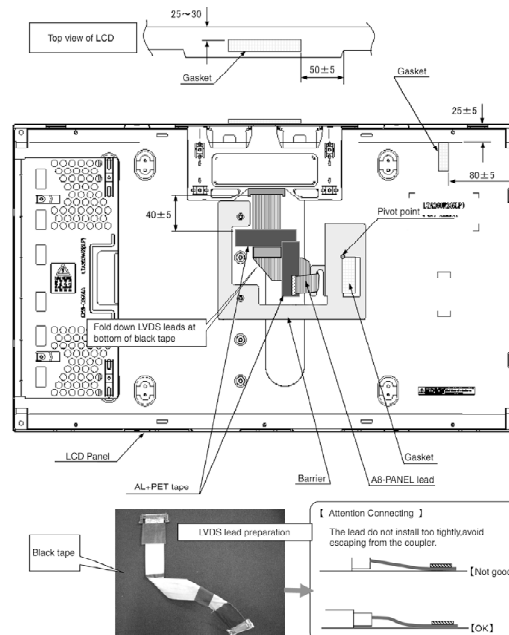 25～30
Top view of LCD
Gasket
50±5
Gasket
25±5
80±5
40±5
Pivot point
Fold down LVDS leads at
bottom of black tape
LCD Panel
AL+PET tape
Barrier
A8-PANEL lead
Gasket
Black tape
LVDS lead preparation
【 Attention Connecting 】
The lead do not install too tightly,avoid
escaping from the coupler.
【Not good
【OK】